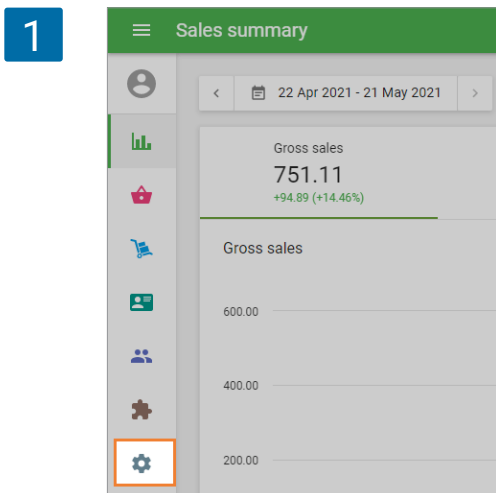 1
Sales summary
22 Apr 2021 - 21 May 2021
Gross sales
751.11
+94.89 (+14.46%)
Gross sales
600.00
400.00
200.00